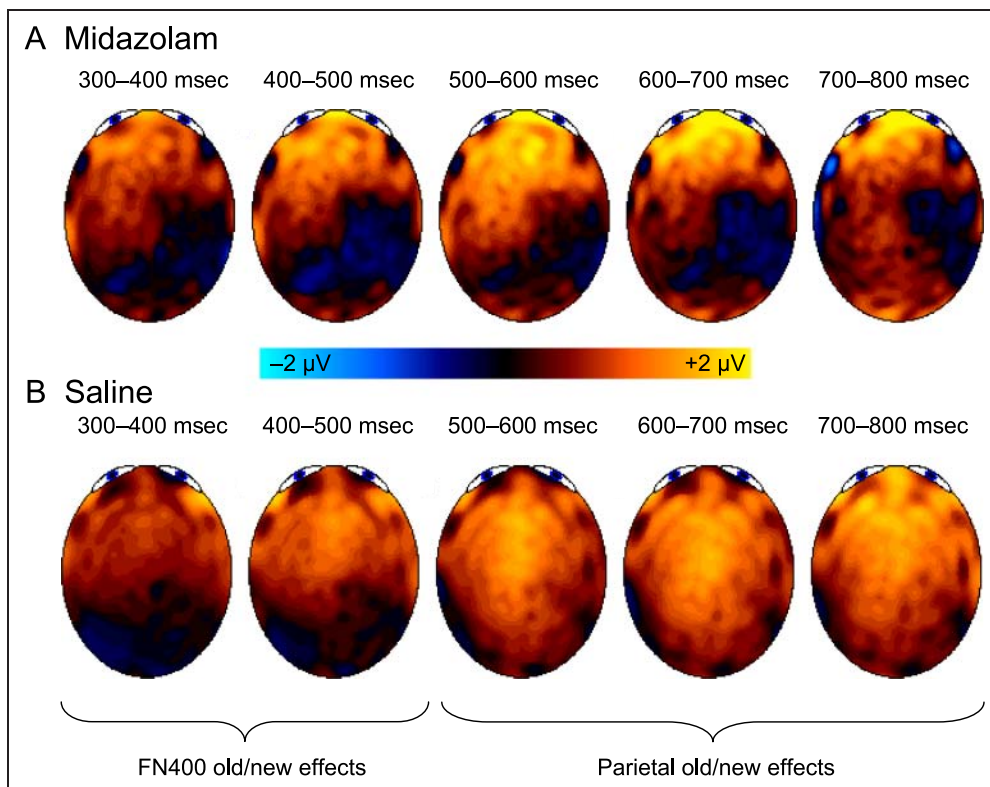 A Midazolam
300–400 msec 400–500 msec 500–600 msec 600–700 msec 700–800 msec
–2 µV +2 µV
B Saline
300–400 msec 400–500 msec 500–600 msec 600–700 msec 700–800 msec
FN400 old/new effects Parietal old/new effects